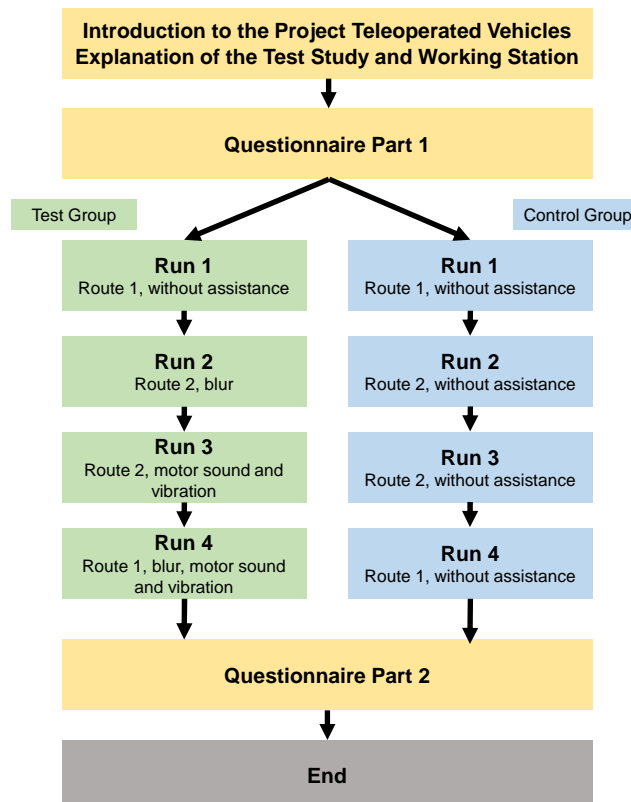 Introduction to the Project Teleoperated Vehicles
Explanation of the Test Study and Working Station
Questionnaire Part 1
Test Group
Control Group
Run 1
Route 1, without assistance
Run 1
Route 1, without assistance
Run 2
Route 2, blur
Run 2
Route 2, without assistance
Run 3
Route 2, motor sound and
vibration
Run 3
Route 2, without assistance
Run 4
Route 1, blur, motor sound
and vibration
Run 4
Route 1, without assistance
Questionnaire Part 2
End